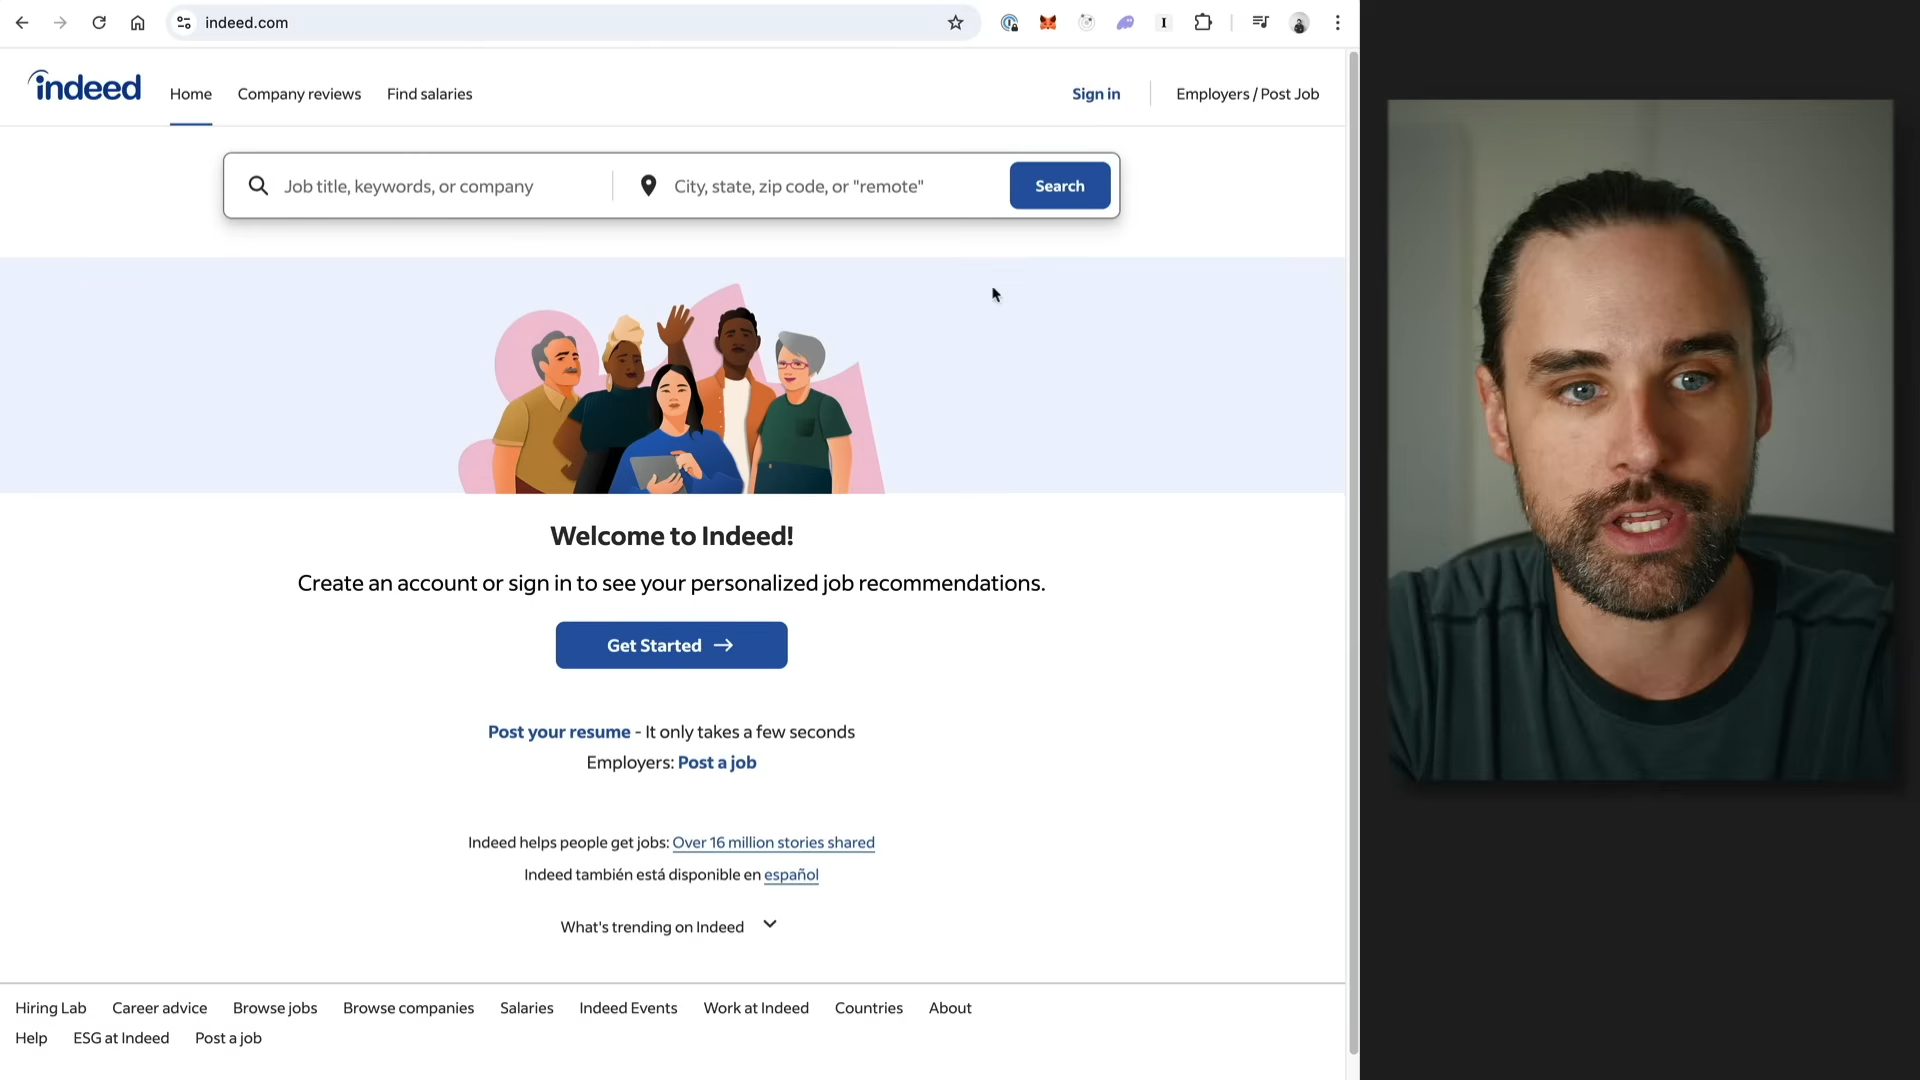 indeed.com
I
indeed
Home
Company reviews
Find salaries
Sign in
Employers / Post Job
Job title, keywords, or company
City, state, zip code, or "remote"
Search
Welcome to Indeed!
Create an account or sign in to see your personalized job recommendations.
Get Started →
Post your resume - It only takes a few seconds
Employers: Post a job
Indeed helps people get jobs: Over 16 million stories shared
Indeed también está disponible en español
What's trending on Indeed
Hiring Lab Career advice Browse jobs Browse companies Salaries Indeed Events Work at Indeed Countries About
Help ESG at Indeed Post a job